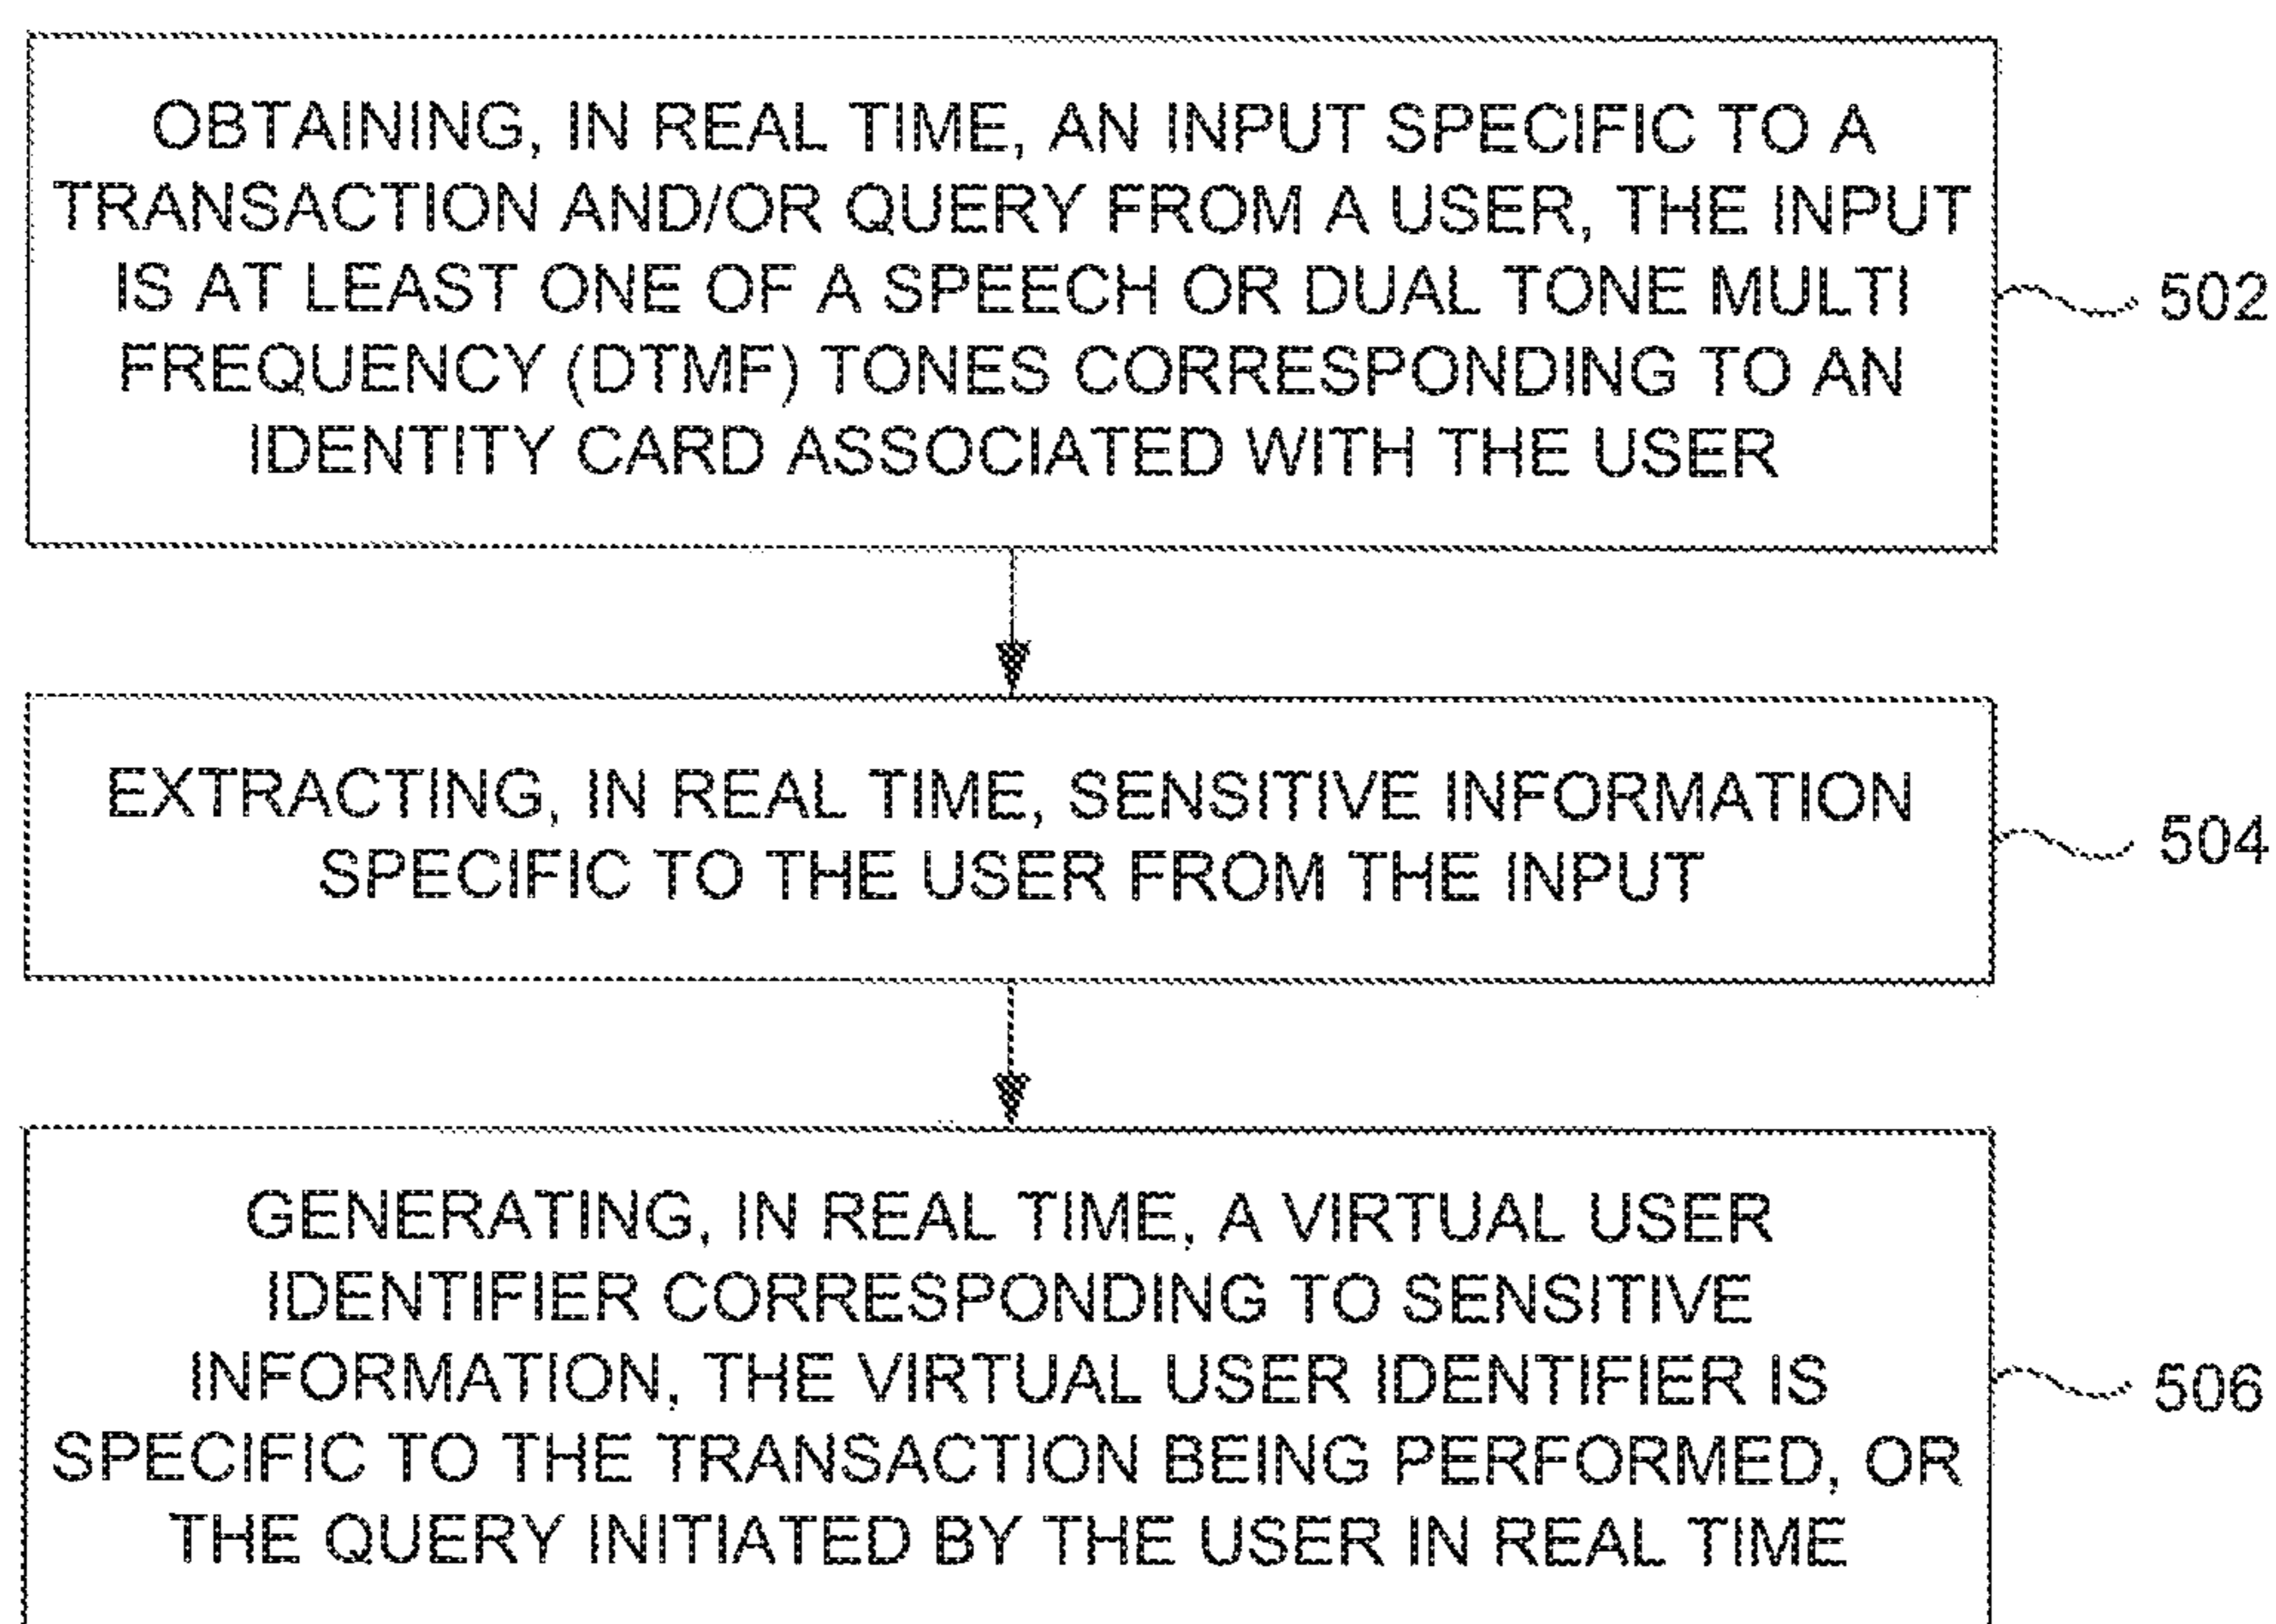 OBTAINING, IN REAL TIME, AN INPUT SPECIFIC TO A
TRANSACTION AND/OR QUERY FROM A USER, THE INPUT
IS AT LEAST ONE OF A SPEECH OR DUAL TONE MULTI
FREQUENCY (DTMF) TONES CORRESPONDING TO AN
IDENTITY CARD ASSOCIATED WITH THE USER
502
EXTRACTING, IN REAL TIME, SENSITIVE INFORMATION
SPECIFIC TO THE USER FROM THE INPUT
504
GENERATING, IN REAL TIME, A VIRTUAL USER
IDENTIFIER CORRESPONDING TO SENSITIVE
INFORMATION, THE VIRTUAL USER IDENTIFIER IS
SPECIFIC TO THE TRANSACTION BEING PERFORMED, OR
THE QUERY INITIATED BY THE USER IN REAL TIME
506